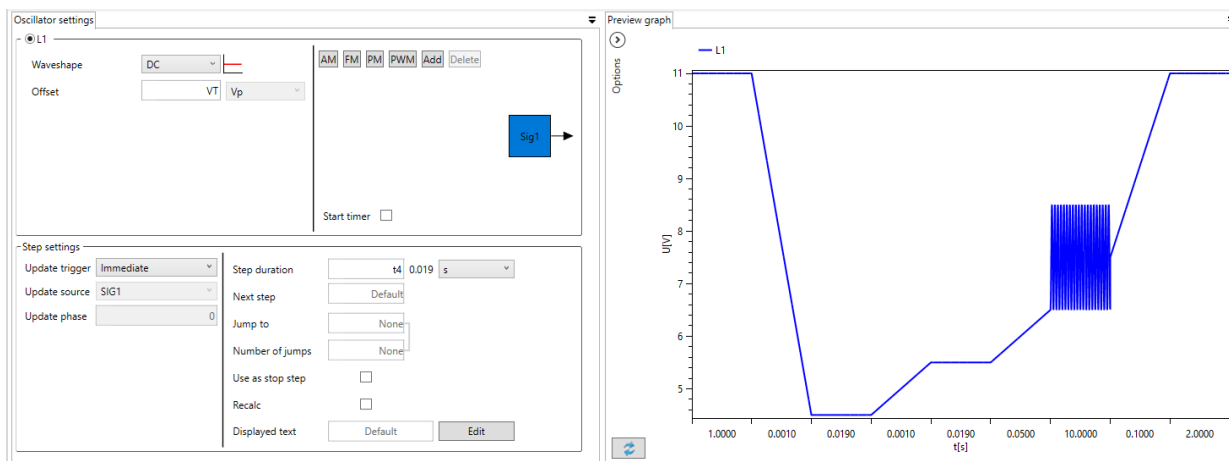 Oscillator settings
L1
Waveshape DC
Offset VT Vp
AM FM PM PWM Add Delete
Sig1
Start timer
Step settings
Update trigger Immediate
Update source SIG1
Update phase 0
Step duration t4 0.019 s
Next step Default
Jump to None
Number of jumps None
Use as stop step
Recalc
Displayed text Default Edit
Preview graph
Options
L1
11
10
9
8
7
6
5
U[V]
1.0000 0.0010 0.0190 0.0010 0.0190 0.0500 10.0000 0.1000 2.0000
t[s]